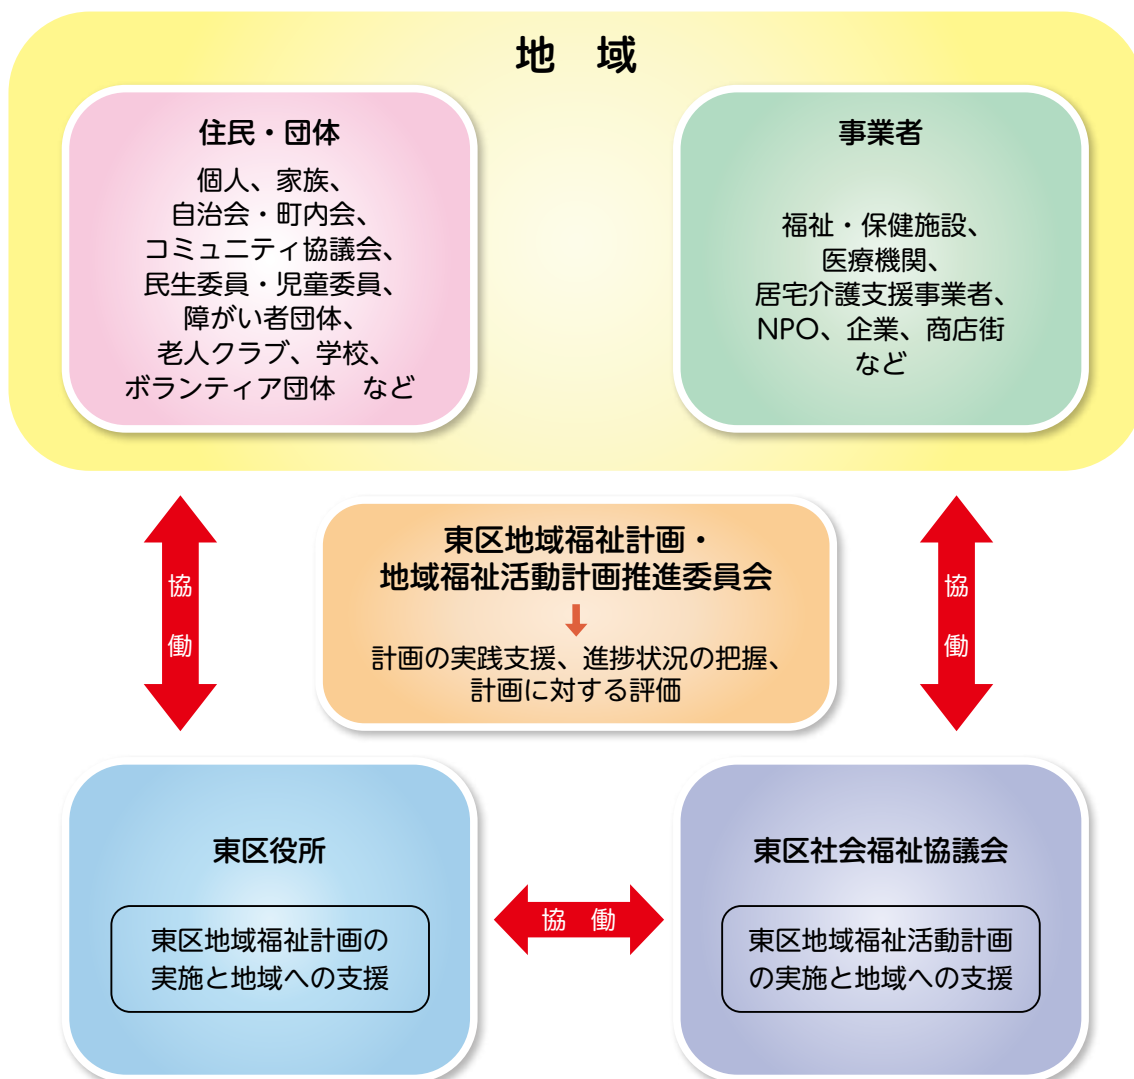 地　域
住民・団体
個人、家族、
自治会・町内会、
コミュニティ協議会、
民生委員・児童委員、
障がい者団体、
老人クラブ、学校、
ボランティア団体　など
事業者
福祉・保健施設、
医療機関、
居宅介護支援事業者、
NPO、企業、商店街
など
協
働
東区地域福祉計画・
地域福祉活動計画推進委員会
計画の実践支援、進捗状況の把握、
計画に対する評価
協
働
東区役所
東区地域福祉計画の
実施と地域への支援
協　働
東区社会福祉協議会
東区地域福祉活動計画
の実施と地域への支援